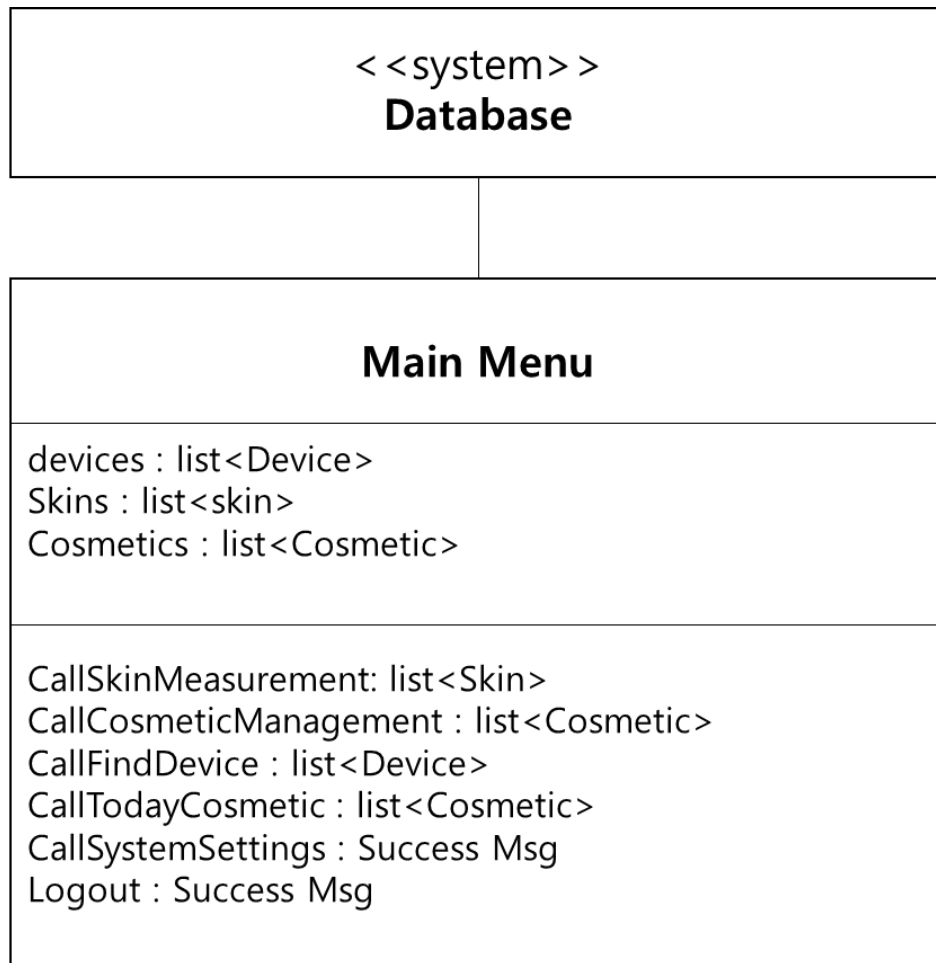 <<system>>
Database
Main Menu
devices : list<Device>
Skins : list<skin>
Cosmetics : list<Cosmetic>
CallSkinMeasurement: list<Skin>
CallCosmeticManagement : list<Cosmetic>
CallFindDevice : list<Device>
CallTodayCosmetic : list<Cosmetic>
CallSystemSettings : Success Msg
Logout : Success Msg